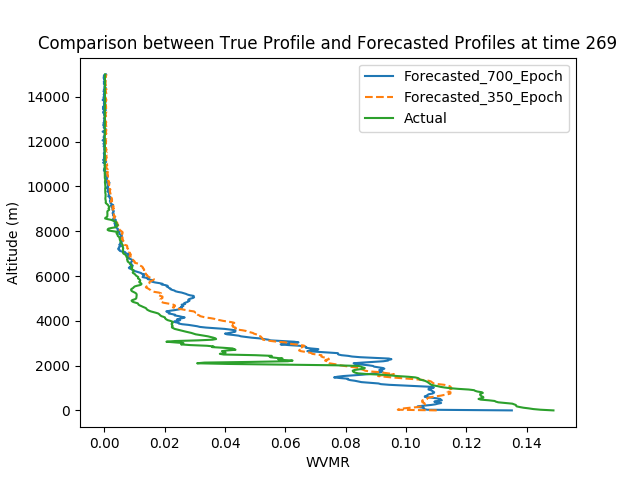 Comparison between True Profile and Forecasted Profiles at time 269
Forecasted_700_Epoch
Forecasted_350_Epoch
Actual
14000
12000
10000
8000
6000
4000
2000
0
Altitude (m)
0.00 0.02 0.04 0.06 0.08 0.10 0.12 0.14
WVMR